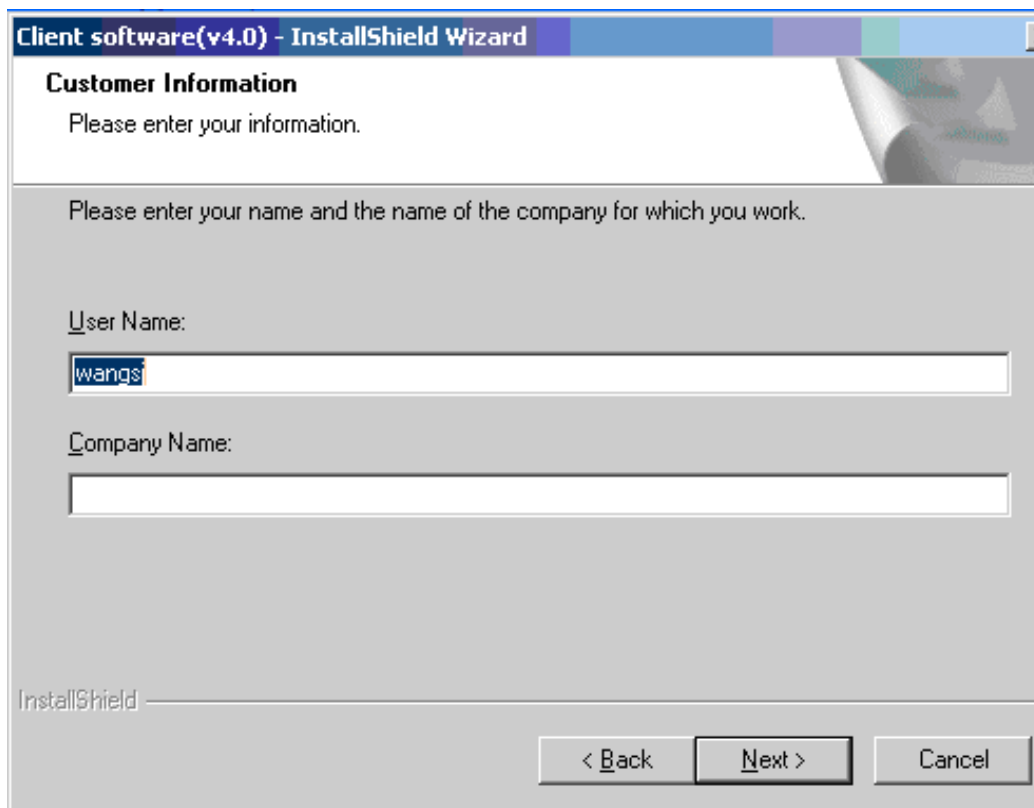 Client software(v4.0) - InstallShield Wizard
Customer Information
Please enter your information.
Please enter your name and the name of the company for which you work.
User Name:
wangsi
Company Name:
InstallShield
< Back Next > Cancel